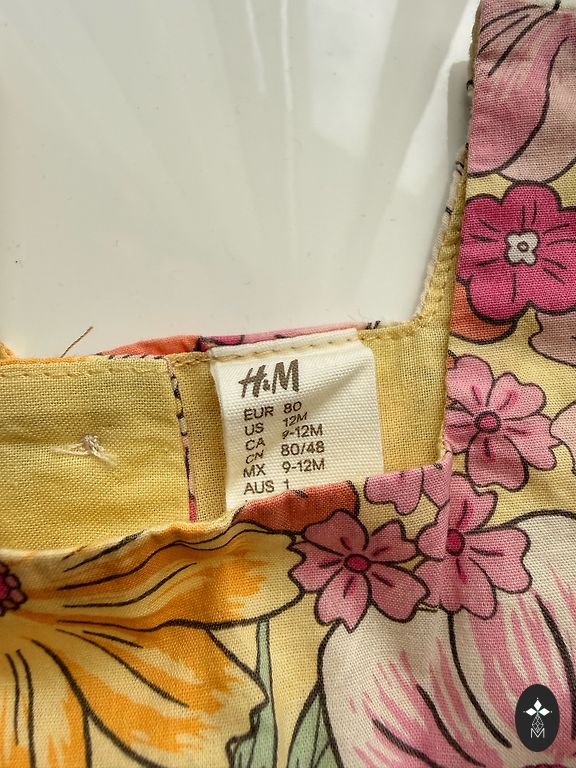 H&M
EUR 80
US 12M
CA 9-12M
CN 80/48
MX 9-12M
AUS 1
M